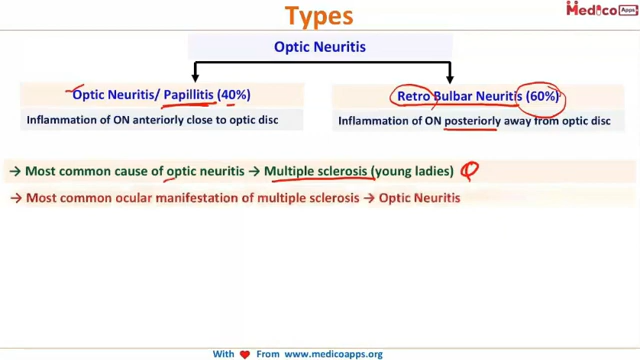 Types
Medico Apps
Optic Neuritis
Optic Neuritis/ Papillitis (40%)
Retro Bulbar Neuritis (60%)
Inflammation of ON anteriorly close to optic disc
Inflammation of ON posteriorly away from optic disc
→ Most common cause of optic neuritis → Multiple sclerosis (young ladies)
→ Most common ocular manifestation of multiple sclerosis → Optic Neuritis
With ♥ From www.medicoapps.org